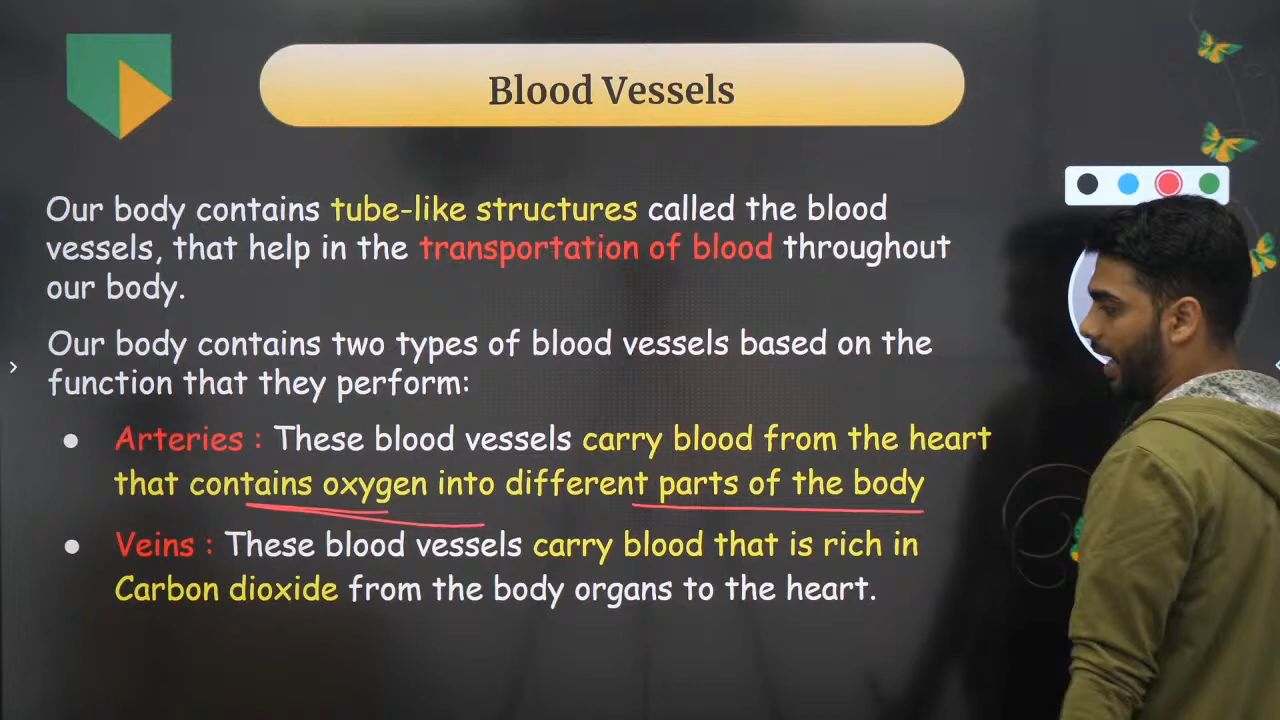 Blood Vessels
Our body contains tube-like structures called the blood
vessels, that help in the transportation of blood throughout
our body.
Our body contains two types of blood vessels based on the
function that they perform:
● Arteries : These blood vessels carry blood from the heart
that contains oxygen into different parts of the body
● Veins : These blood vessels carry blood that is rich in
Carbon dioxide from the body organs to the heart.